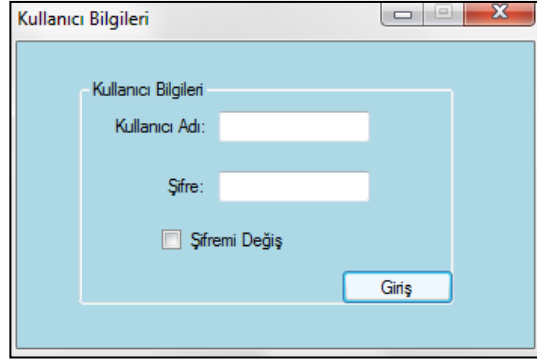 Kullanıcı Bilgileri
Kullanıcı Bilgileri
Kullanıcı Adı:
Şifre:
Şifremi Değiş
Giriş